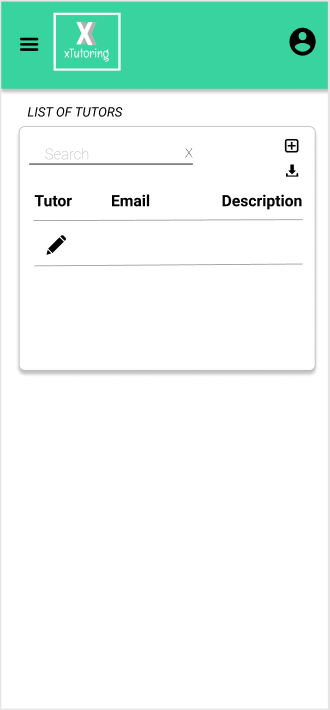 X
xTutoring
LIST OF TUTORS
Search X
Tutor Email Description